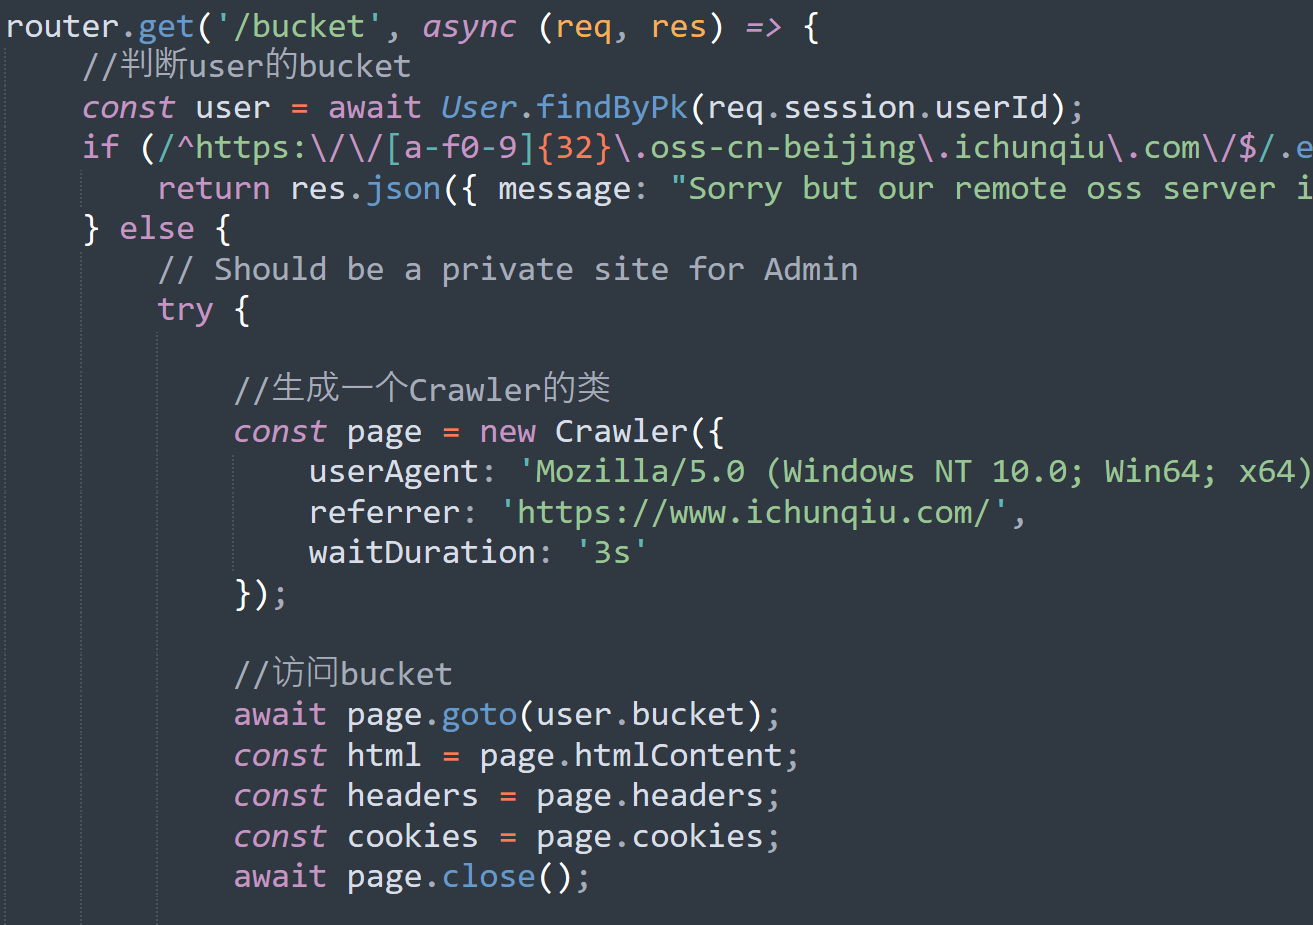 router.get('/bucket', async (req, res) => {
//判断user的bucket
const user = await User.findByPk(req.session.userId);
if (/^https:\/\/[a-f0-9]{32}\.oss-cn-beijing\.ichunqiu\.com\/$/.e
return res.json({ message: "Sorry but our remote oss server i
} else {
// Should be a private site for Admin
try {
//生成一个Crawler的类
const page = new Crawler({
userAgent: 'Mozilla/5.0 (Windows NT 10.0; Win64; x64)
referrer: 'https://www.ichunqiu.com/',
waitDuration: '3s'
});
//访问bucket
await page.goto(user.bucket);
const html = page.htmlContent;
const headers = page.headers;
const cookies = page.cookies;
await page.close();